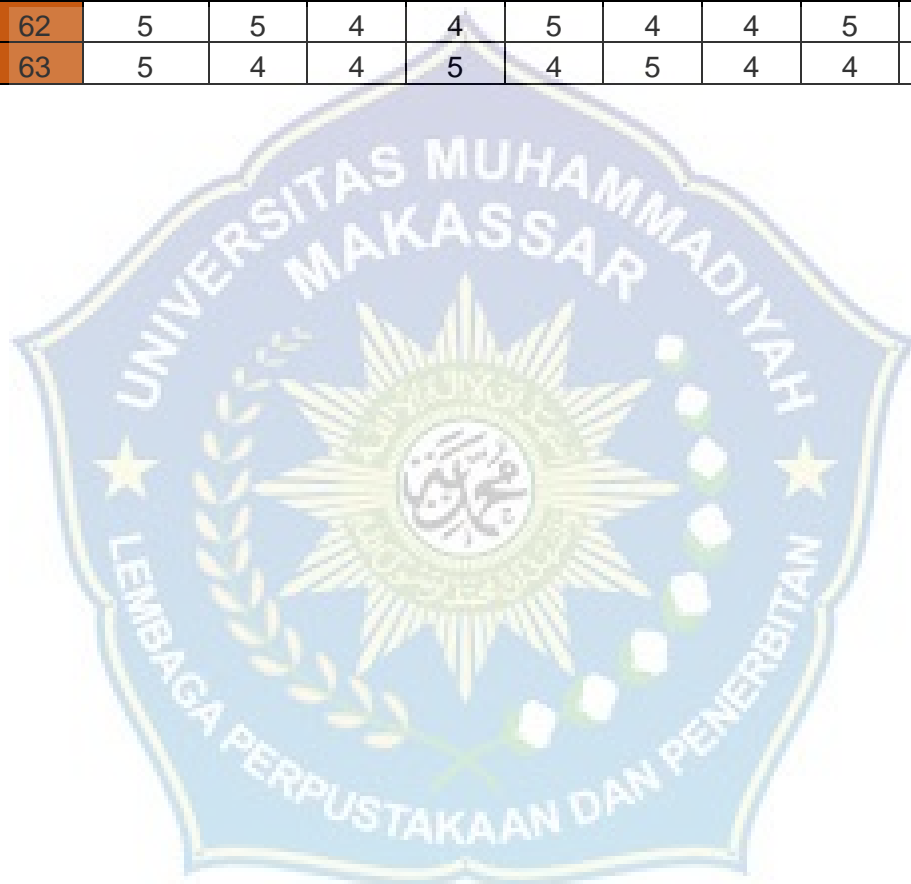 62 5 5 4 4 5 4 4 5
63 5 4 4 5 4 5 4 4
UNIVERSITAS MUHAMMADIYAH
MAKASSAR
LEMBAGA PERPUSTAKAAN DAN PENERBITAN